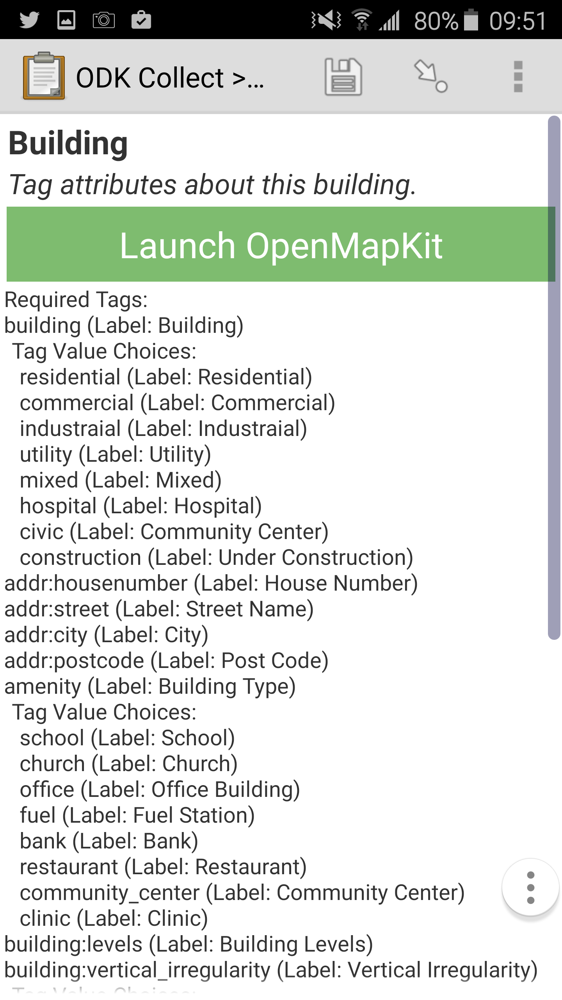 80% 09:51
ODK Collect >...
Building
Tag attributes about this building.
Launch OpenMapKit
Required Tags:
building (Label: Building)
Tag Value Choices:
residential (Label: Residential)
commercial (Label: Commercial)
industraial (Label: Industraial)
utility (Label: Utility)
mixed (Label: Mixed)
hospital (Label: Hospital)
civic (Label: Community Center)
construction (Label: Under Construction)
addr:housenumber (Label: House Number)
addr:street (Label: Street Name)
addr:city (Label: City)
addr:postcode (Label: Post Code)
amenity (Label: Building Type)
Tag Value Choices:
school (Label: School)
church (Label: Church)
office (Label: Office Building)
fuel (Label: Fuel Station)
bank (Label: Bank)
restaurant (Label: Restaurant)
community_center (Label: Community Center)
clinic (Label: Clinic)
building:levels (Label: Building Levels)
building:vertical_irregularity (Label: Vertical Irregularity)
Tag Value Choices: